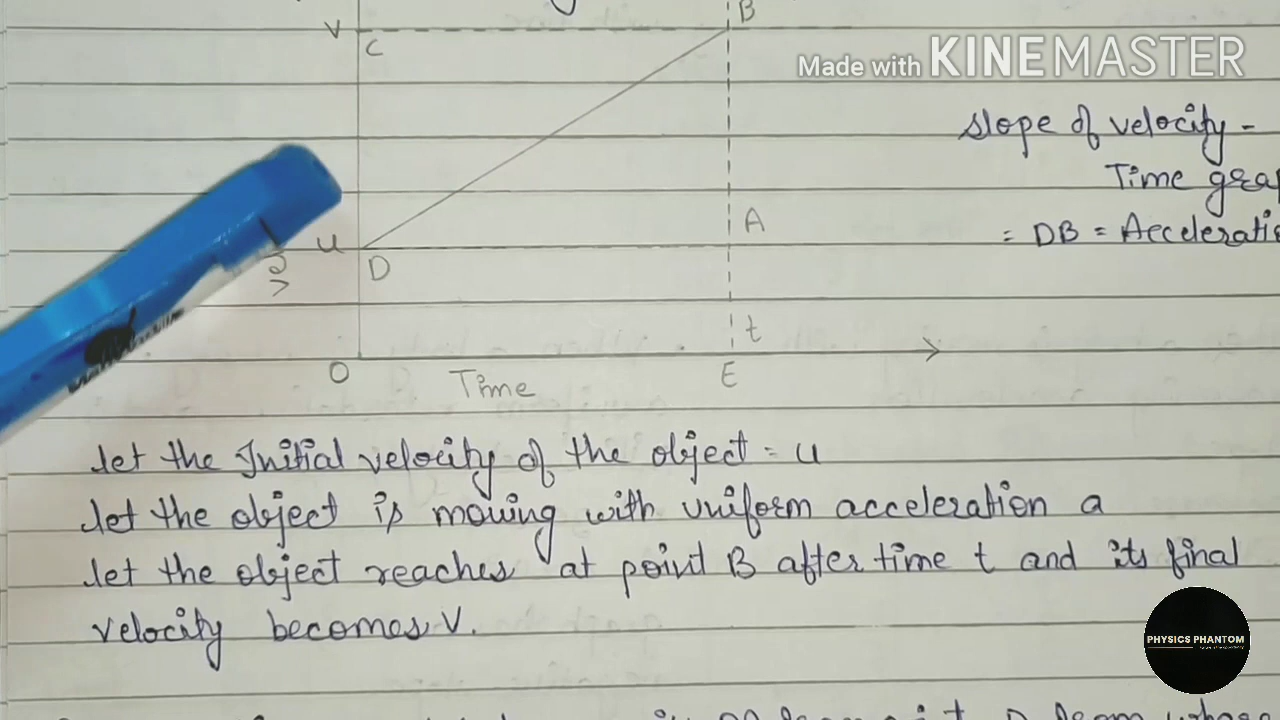 V
C
B
Made with KINEMASTER
slope of velocity -
Time
= DB =
A
u
D
t
O
Time
E
let the Initial velocity of the object = u
let the object is moving with uniform acceleration a
let the object reaches at point B after time t and its final
velocity becomes V.
PHYSICS PHANTOM